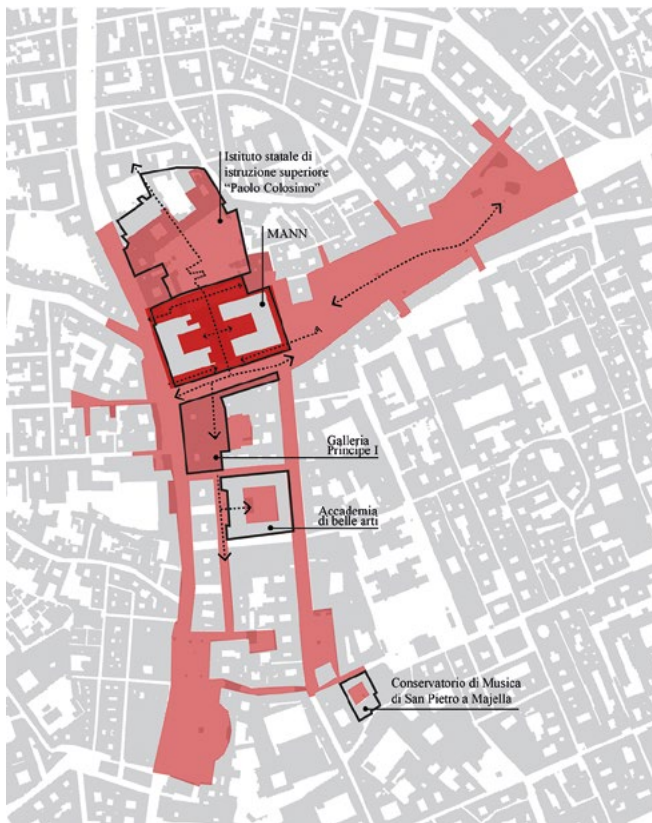 Istituto statale di
istruzione superiore
“Paolo Colosimo”
MANN
Galleria
Principe I
Accademia
di belle arti
Conservatorio di Musica
di San Pietro a Majella